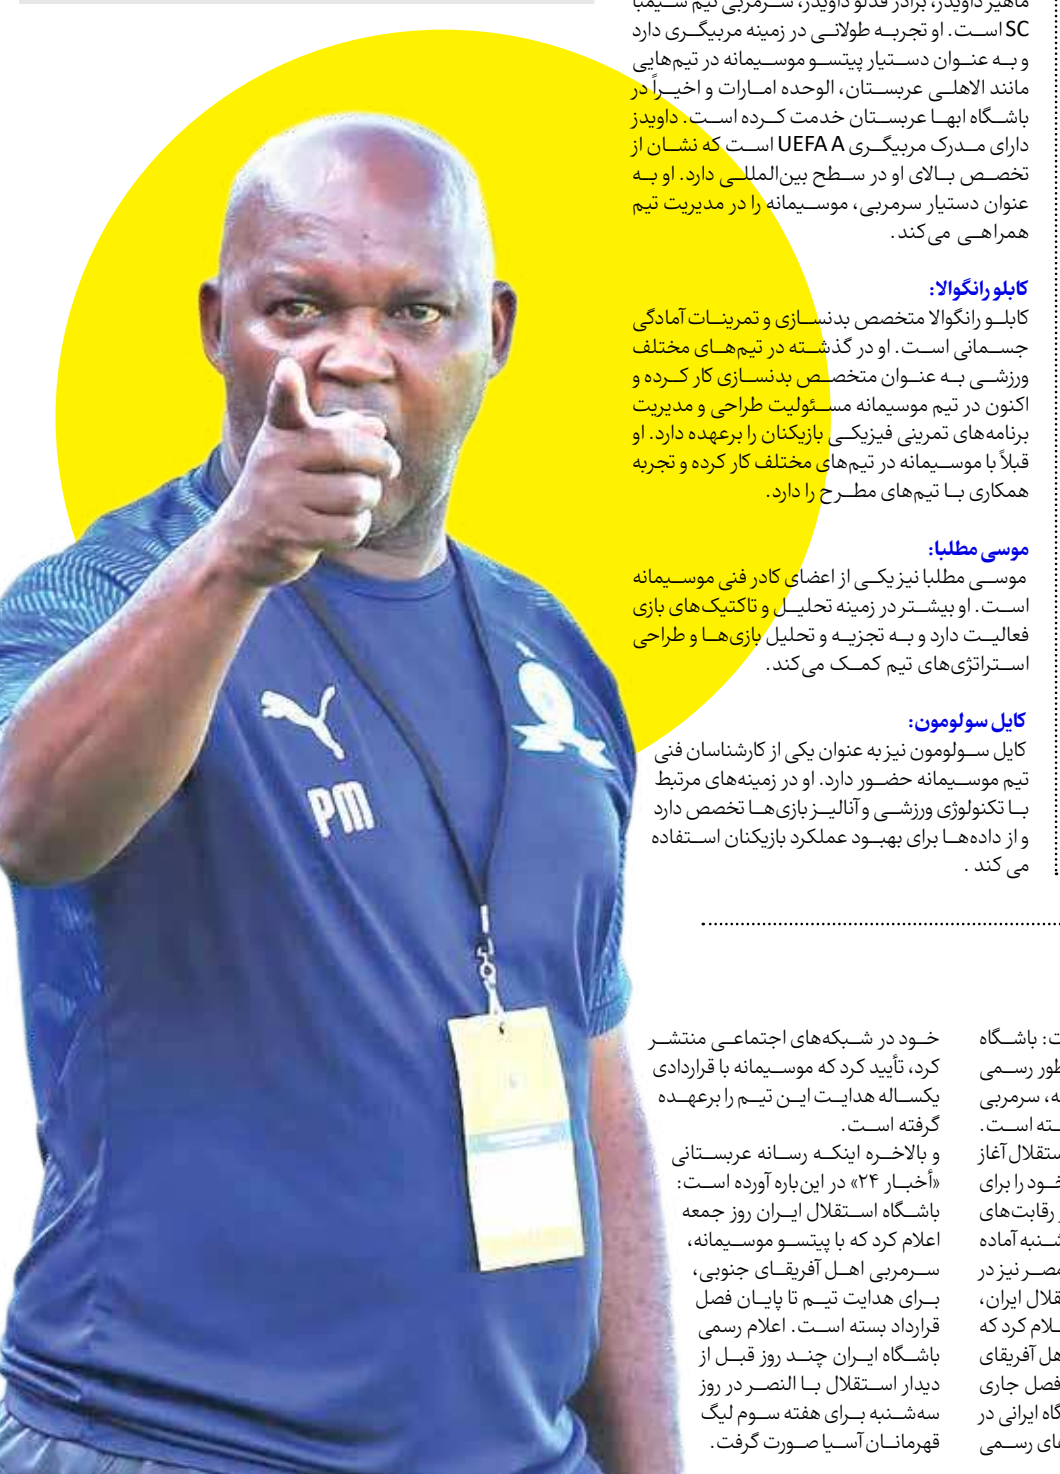 ماهیر داویدز، برادر فدلو داویدز، سرمربی تیم سیمبا
SC است. او تجربه طولانی در زمینه مربیگری دارد
و به عنوان دستیار پیتسو موسیمانه در تیم‌هایی
مانند الاهلی عربستان، الوحده امارات و اخیراً در
باشگاه ابها عربستان خدمت کرده است. داویدز
دارای مدرک مربیگری UEFA A است که نشان از
تخصص بالای او در سطح بین‌المللی دارد. او به
عنوان دستیار سرمربی، موسیمانه را در مدیریت تیم
همراهی می‌کند.
کابلو رانگوالا:
کابلو رانگوالا متخصص بدنسازی و تمرینات آمادگی
جسمانی است. او در گذشته در تیم‌های مختلف
ورزشی به عنوان متخصص بدنسازی کار کرده و
اکنون در تیم موسیمانه مسئولیت طراحی و مدیریت
برنامه‌های تمرینی فیزیکی بازیکنان را برعهده دارد. او
قبلاً با موسیمانه در تیم‌های مختلف کار کرده و تجربه
همکاری با تیم‌های مطرح را دارد.
موسی مطلبا:
موسی مطلبا نیز یکی از اعضای کادر فنی موسیمانه
است. او بیشتر در زمینه تحلیل و تاکتیک‌های بازی
فعالیت دارد و به تجزیه و تحلیل بازی‌ها و طراحی
استراتژی‌های تیم کمک می‌کند.
کایل سولومون:
کایل سولومون نیز به عنوان یکی از کارشناسان فنی
تیم موسیمانه حضور دارد. او در زمینه‌های مرتبط
با تکنولوژی ورزشی و آنالیز بازی‌ها تخصص دارد
و از داده‌ها برای بهبود عملکرد بازیکنان استفاده
می کند .
PM
باشگاه
رسمی
سرمربی
است.
استقلال آغاز
خود را برای
رقابت‌های
آماده
نیز در
ایران،
کرد که
آفریقای
فصل جاری
ایرانی در
رسمی
خود در شبکه‌های اجتماعی منتشر
کرد، تأیید کرد که موسیمانه با قراردادی
یکساله هدایت این تیم را برعهده
گرفته است.
و بالاخره اینکه رسانه عربستانی
«أخبار ۲۴» در این‌باره آورده است:
باشگاه استقلال ایران روز جمعه
اعلام کرد که با پیتسو موسیمانه،
سرمربی اهل آفریقای جنوبی،
برای هدایت تیم تا پایان فصل
قرارداد بسته است. اعلام رسمی
باشگاه ایران چند روز قبل از
دیدار استقلال با النصر در روز
سه‌شنبه برای هفته سوم لیگ
قهرمانان آسیا صورت گرفت.